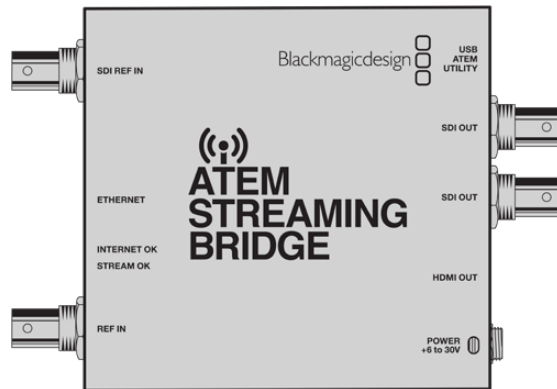 SDI REF IN
Blackmagicdesign
USB
ATEM
UTILITY
SDI OUT
ETHERNET
ATEM
STREAMING
BRIDGE
SDI OUT
INTERNET OK
STREAM OK
HDMI OUT
REF IN
POWER
+6 to 30V